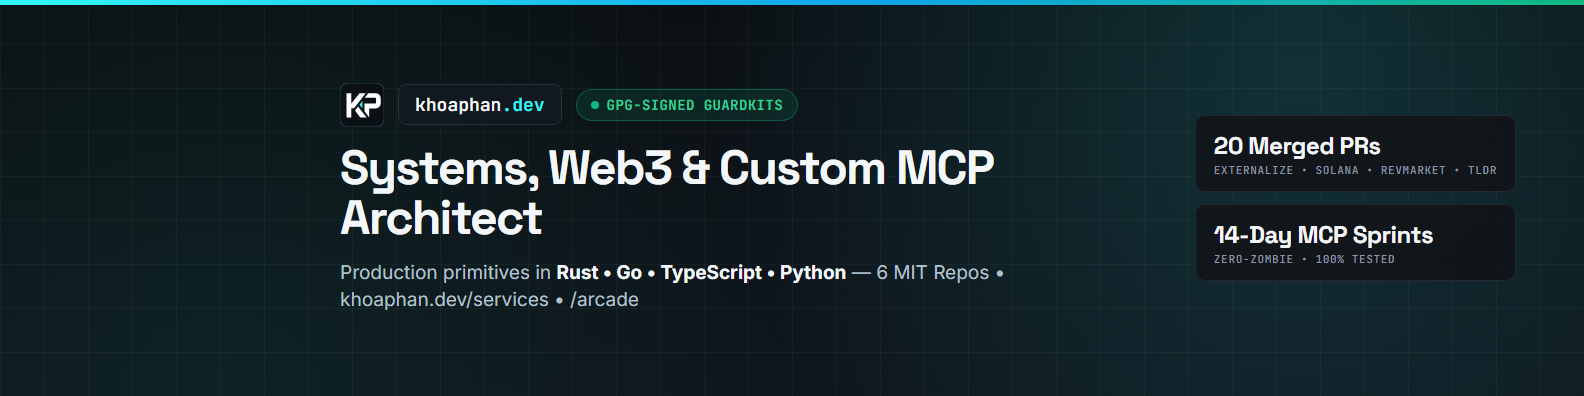 KP
khoaphan.dev
GPG-SIGNED GUARDKITS
Systems, Web3 & Custom MCP
Architect
Production primitives in Rust • Go • TypeScript • Python — 6 MIT Repos •
khoaphan.dev/services • /arcade
20 Merged PRs
EXTERNALIZE • SOLANA • REVMARKET • TLDR
14-Day MCP Sprints
ZERO-ZOMBIE • 100% TESTED